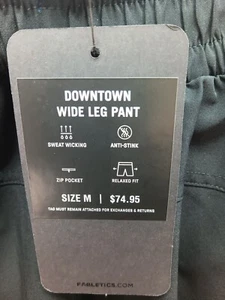 DOWNTOWN
WIDE LEG PANT
SWEAT WICKING ANTI-STINK
ZIP POCKET RELAXED FIT
SIZE M | $74.95
TAG MUST REMAIN ATTACHED FOR EXCHANGES & RETURNS
FABLETICS.COM